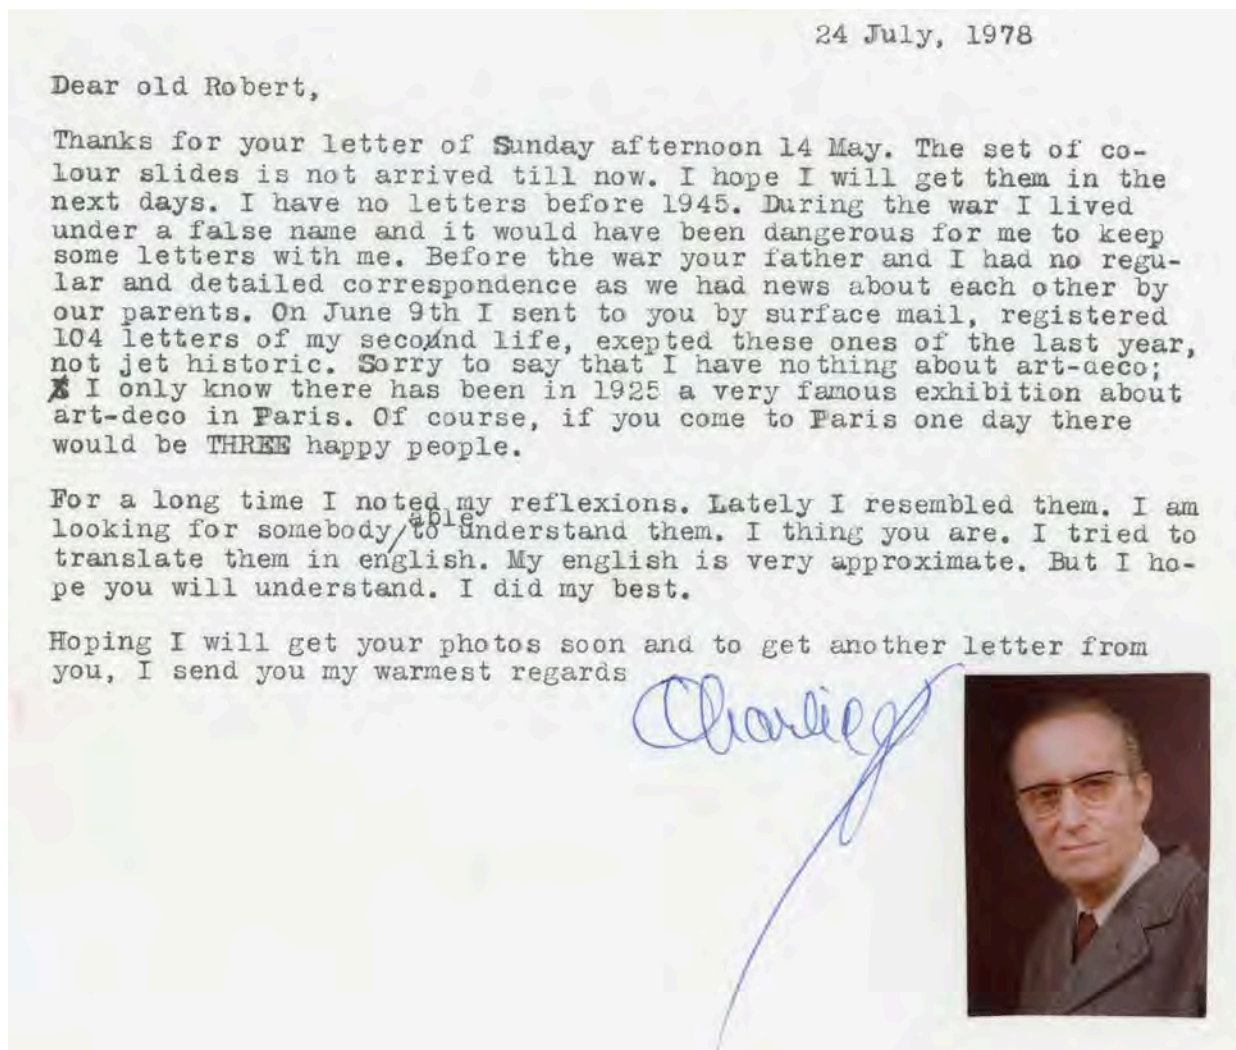 24 July, 1978
Dear old Robert,
Thanks for your letter of Sunday afternoon 14 May. The set of co-
lour slides is not arrived till now. I hope I will get them in the
next days. I have no letters before 1945. During the war I lived
under a false name and it would have been dangerous for me to keep
some letters with me. Before the war your father and I had no regu-
lar and detailed correspondence as we had news about each other by
our parents. On June 9th I sent to you by surface mail, registered
104 letters of my second life, exepted these ones of the last year,
not jet historic. Sorry to say that I have nothing about art-deco;
I only know there has been in 1925 a very famous exhibition about
art-deco in Paris. Of course, if you come to Paris one day there
would be THREE happy people.
For a long time I noted my reflexions. Lately I resembled them. I am
looking for somebody/able to understand them. I thing you are. I tried to
translate them in english. My english is very approximate. But I ho-
pe you will understand. I did my best.
Hoping I will get your photos soon and to get another letter from
you, I send you my warmest regards
Charlie